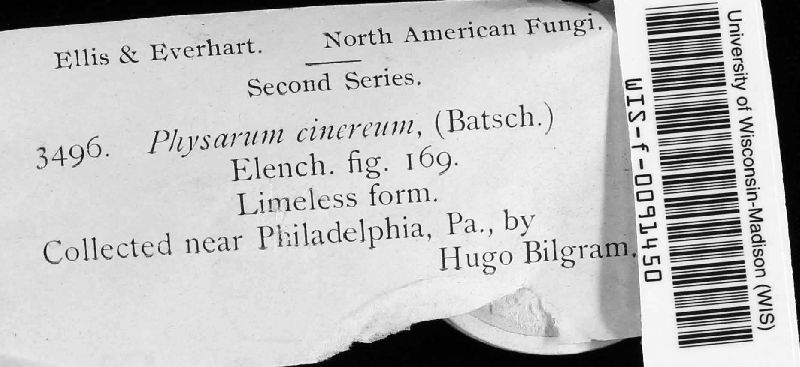 Ellis & Everhart. North American Fungi.
Second Series.
3496. Physarum cinereum, (Batsch.)
Elench. fig. 169.
Limeless form.
Collected near Philadelphia, Pa., by
Hugo Bilgram.
WIS-f-0091450
University of Wisconsin-Madison (WIS)